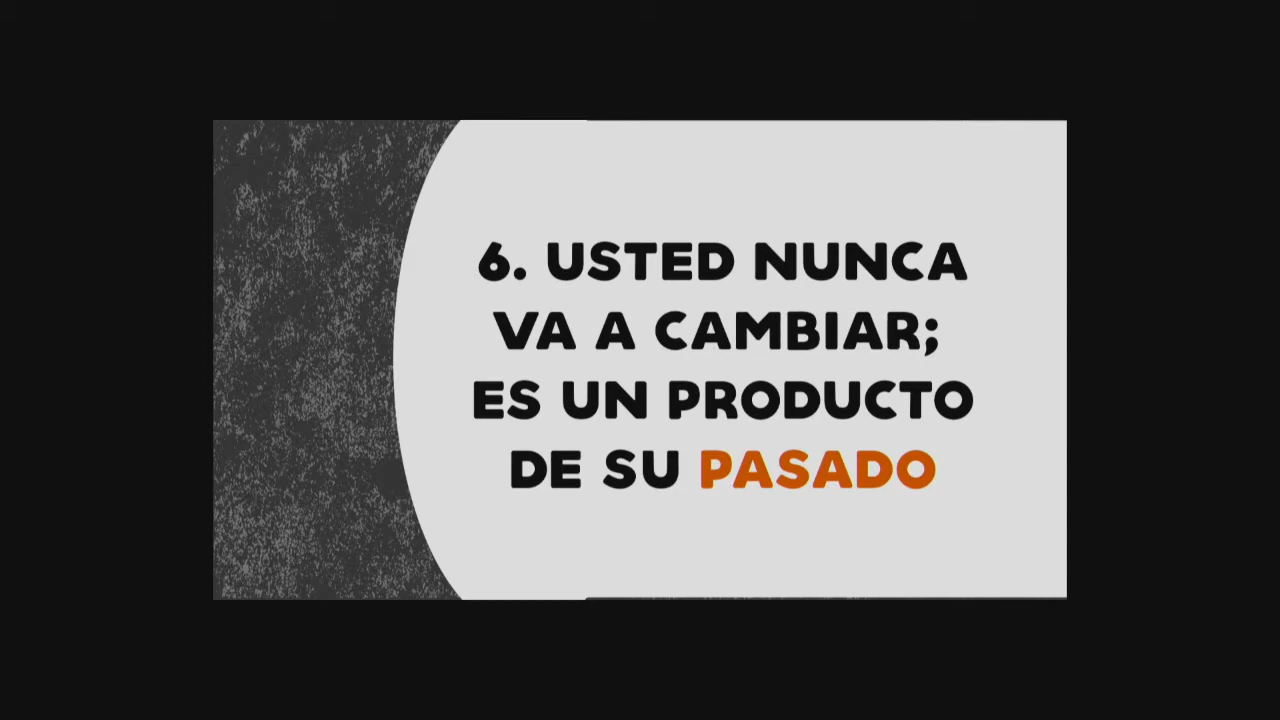 6. USTED NUNCA
VA A CAMBIAR;
ES UN PRODUCTO
DE SU PASADO